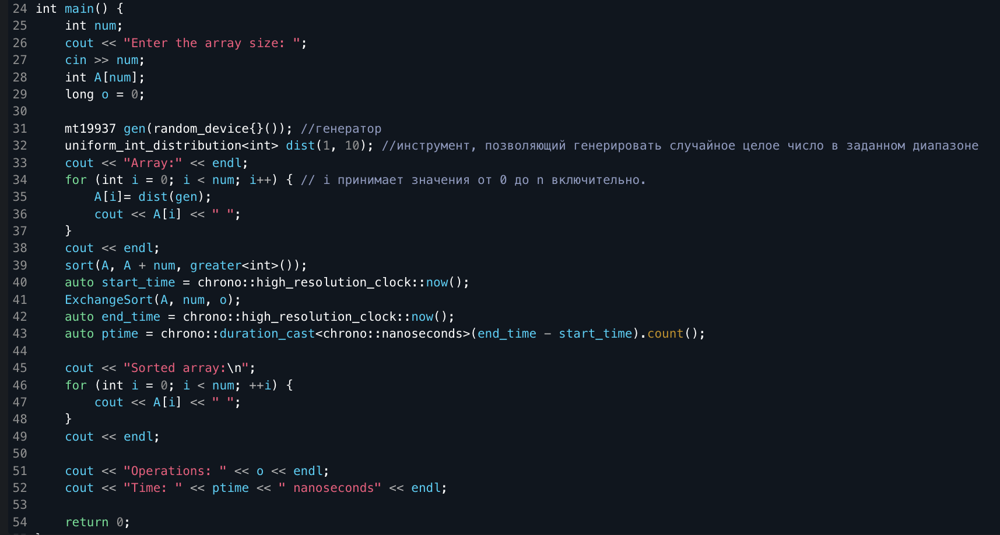 24 int main() {
25     int num;
26     cout << "Enter the array size: ";
27     cin >> num;
28     int A[num];
29     long o = 0;
30
31     mt19937 gen(random_device{}()); //генератор
32     uniform_int_distribution<int> dist(1, 10); //инструмент, позволяющий генерировать случайное целое число в заданном диапазоне
33     cout << "Array:" << endl;
34     for (int i = 0; i < num; i++) { // i принимает значения от 0 до n включительно.
35         A[i]= dist(gen);
36         cout << A[i] << " ";
37     }
38     cout << endl;
39     sort(A, A + num, greater<int>());
40     auto start_time = chrono::high_resolution_clock::now();
41     ExchangeSort(A, num, o);
42     auto end_time = chrono::high_resolution_clock::now();
43     auto ptime = chrono::duration_cast<chrono::nanoseconds>(end_time - start_time).count();
44
45     cout << "Sorted array:\n";
46     for (int i = 0; i < num; ++i) {
47         cout << A[i] << " ";
48     }
49     cout << endl;
50
51     cout << "Operations: " << o << endl;
52     cout << "Time: " << ptime << " nanoseconds" << endl;
53
54     return 0;